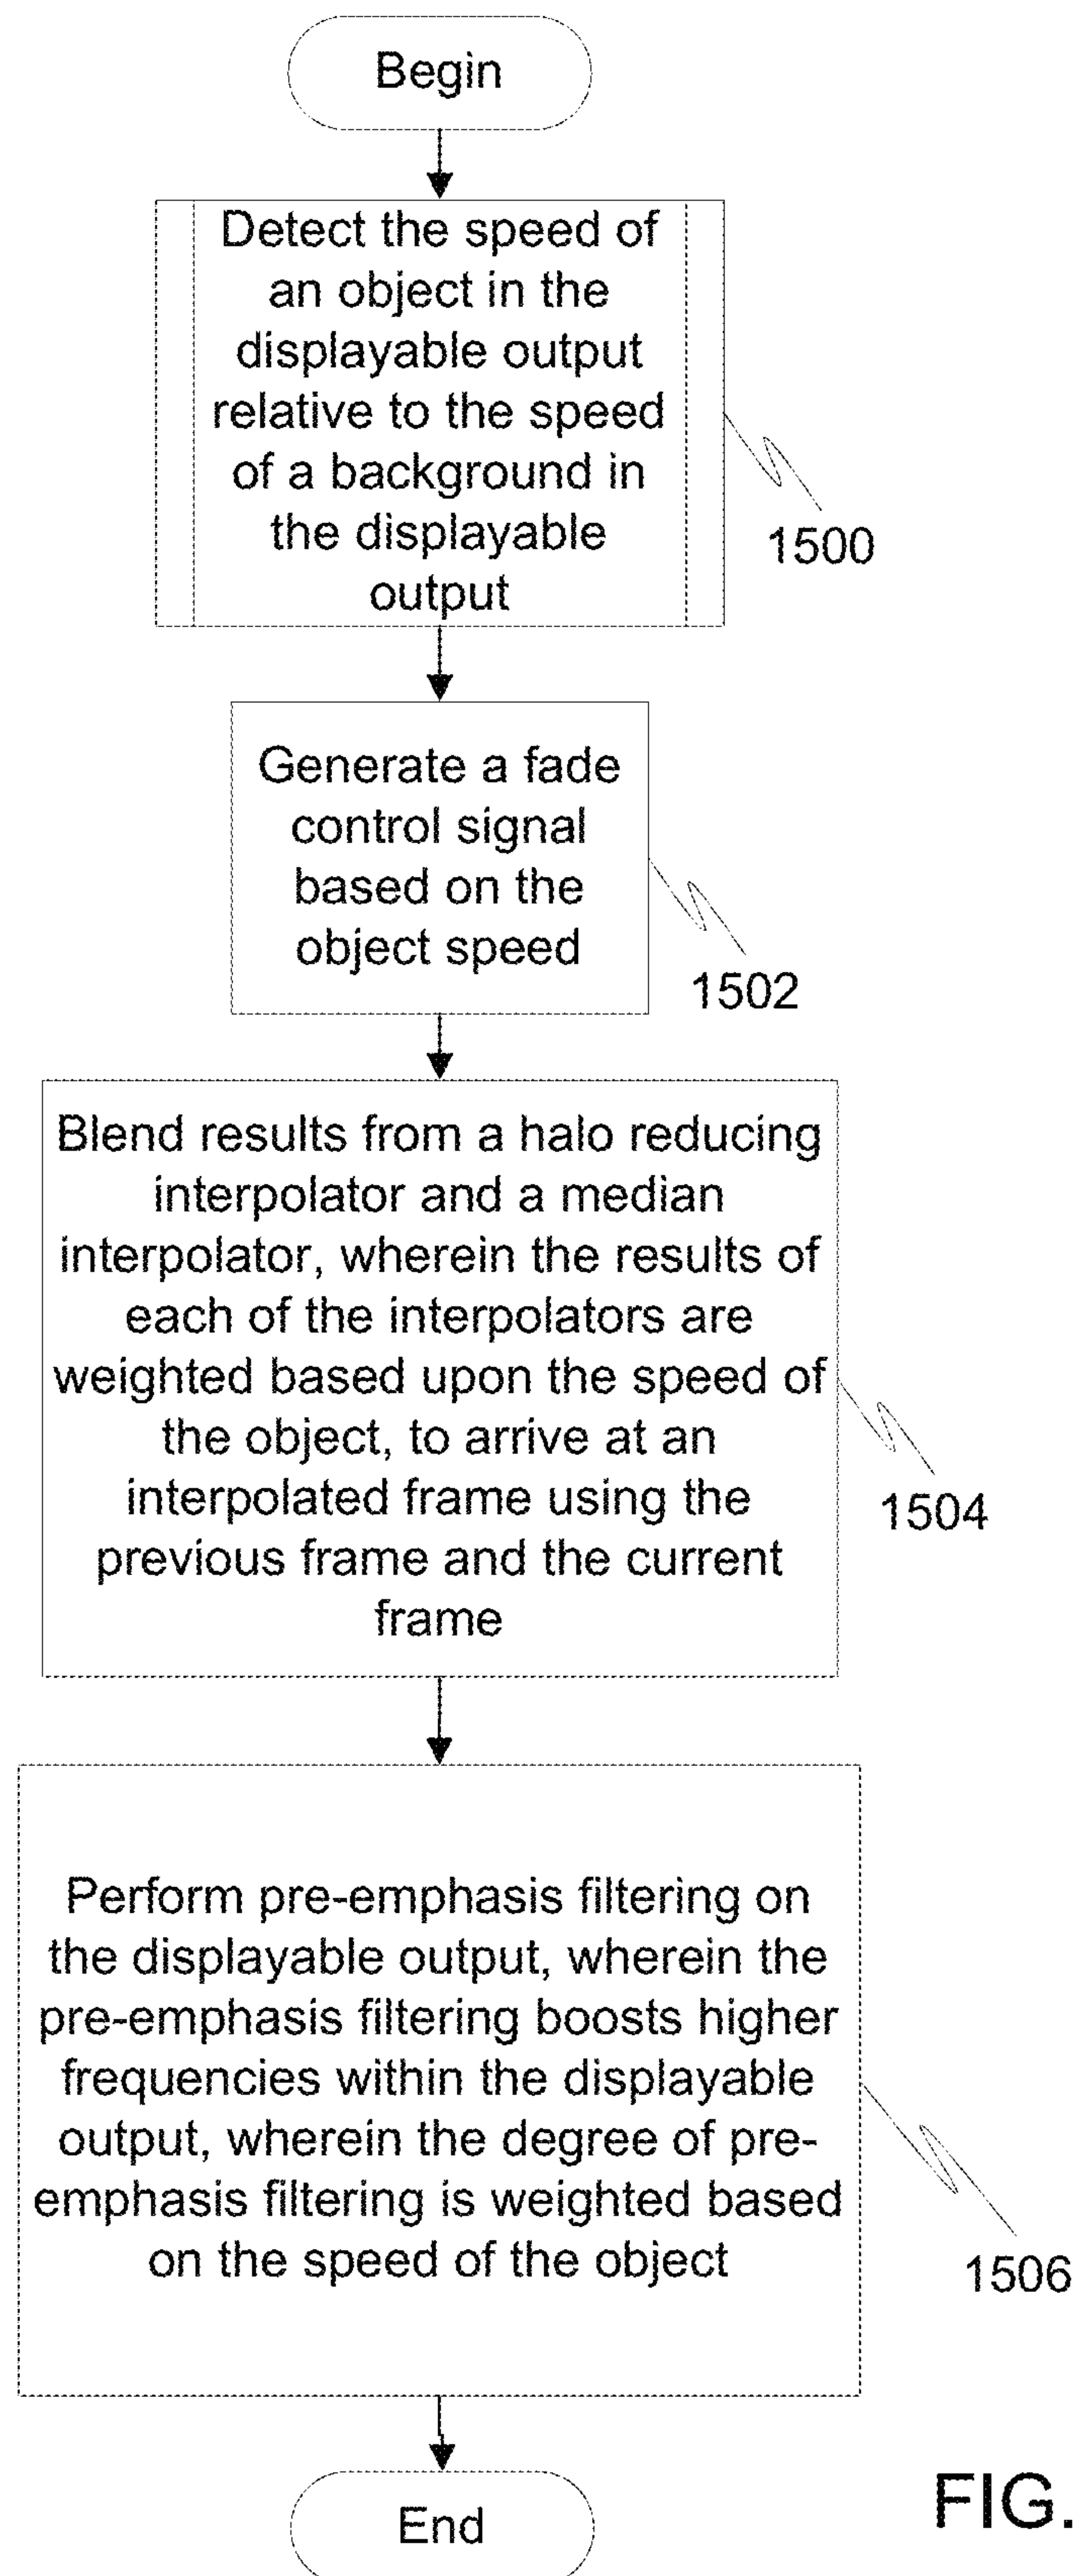 Begin
Detect the speed of
an object in the
displayable output
relative to the speed
of a background in
the displayable
output
1500
Generate a fade
control signal
based on the
object speed
1502
Blend results from a halo reducing
interpolator and a median
interpolator, wherein the results of
each of the interpolators are
weighted based upon the speed of
the object, to arrive at an
interpolated frame using the
previous frame and the current
frame
1504
Perform pre-emphasis filtering on
the displayable output, wherein the
pre-emphasis filtering boosts higher
frequencies within the displayable
output, wherein the degree of pre-
emphasis filtering is weighted based
on the speed of the object
1506
End
FIG.